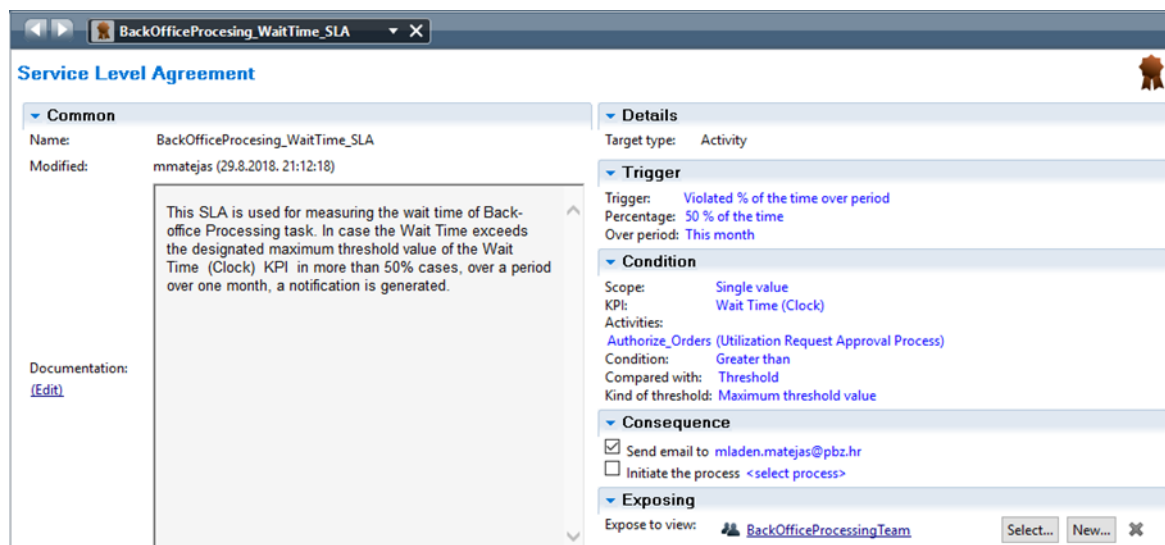 BackOfficeProcesing_WaitTime_SLA
Service Level Agreement
Common
Name: BackOfficeProcesing_WaitTime_SLA
Modified: mmatejas (29.8.2018. 21:12:18)
Documentation:
(Edit)
This SLA is used for measuring the wait time of Back-
office Processing task. In case the Wait Time exceeds
the designated maximum threshold value of the Wait
Time (Clock) KPI in more than 50% cases, over a period
over one month, a notification is generated.
Details
Target type: Activity
Trigger
Trigger: Violated % of the time over period
Percentage: 50 % of the time
Over period: This month
Condition
Scope: Single value
KPI: Wait Time (Clock)
Activities:
Authorize_Orders (Utilization Request Approval Process)
Condition: Greater than
Compared with: Threshold
Kind of threshold: Maximum threshold value
Consequence
Send email to mladen.matejas@pbz.hr
Initiate the process <select process>
Exposing
Expose to view: BackOfficeProcessingTeam Select... New...